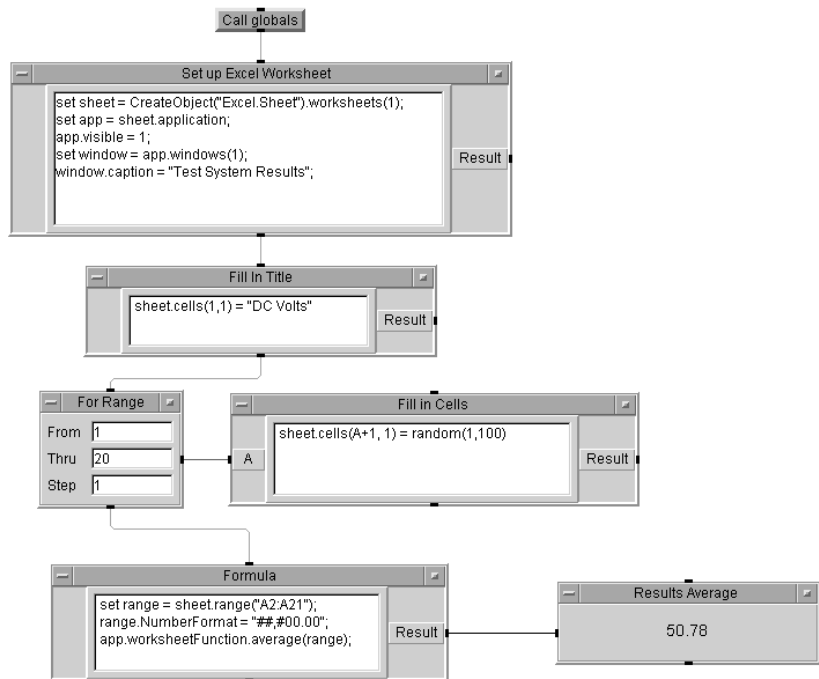 Call globals
Set up Excel Worksheet
set sheet = CreateObject("Excel.Sheet").worksheets(1);
set app = sheet.application;
app.visible = 1;
set window = app.windows(1);
window.caption = "Test System Results";
Result
Fill In Title
sheet.cells(1,1) = "DC Volts"
Result
For Range
From 1
Thru 20
Step 1
Fill in Cells
A
sheet.cells(A+1, 1) = random(1,100)
Result
Formula
set range = sheet.range("A2:A21");
range.NumberFormat = "##,#00.00";
app.worksheetFunction.average(range);
Result
Results Average
50.78